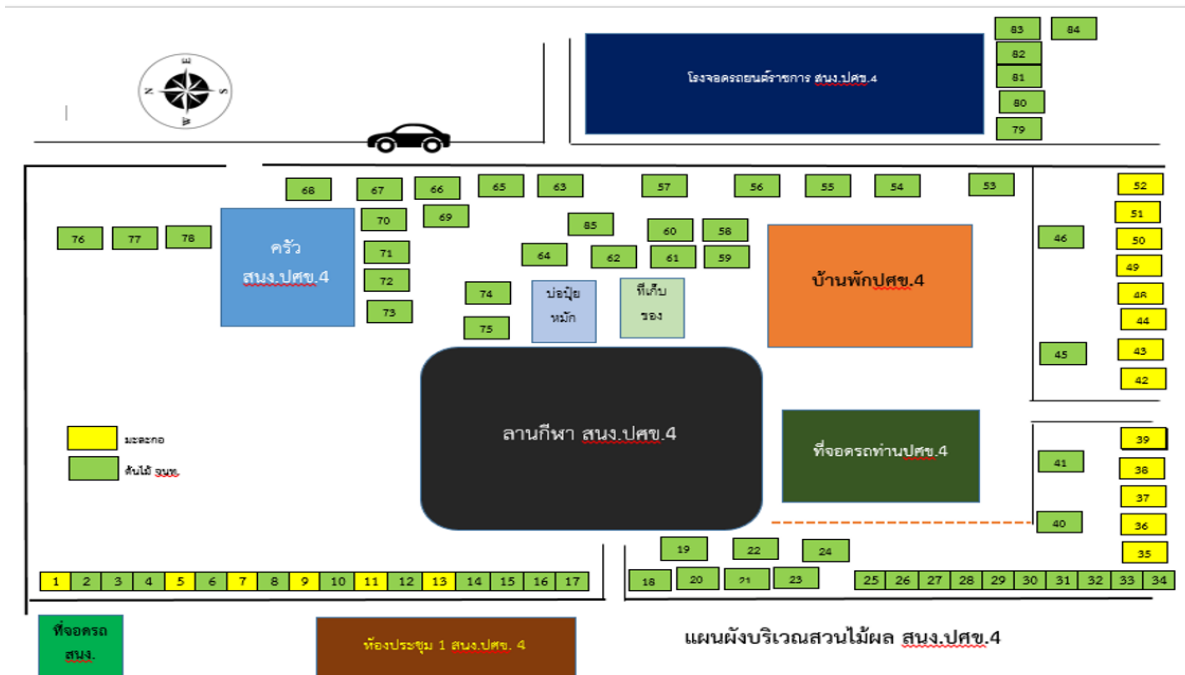 83 84
โรงจอดรถยนต์ราชการ สนง.ปศข.4
82
81
80
79
E
N S
W
68 67 66 65 63 57 56 55 54 53
52
51
50
49
48
44
43
42
76 77 78
ครัว
สนง.ปศข.4
70 69
71
72
73
85
60 58
64 62 61 59
74
75
บ่อปุ๋ย
หมัก
ที่เก็บ
ของ
บ้านพักปศข.4
46
45
ลานกีฬา สนง.ปศข.4
ที่จอดรถท่านปศข.4
มะละกอ
ต้นไม้ จนท.
41
40
39
38
37
36
35
19 22 24
18 20 21 23
1 2 3 4 5 6 7 8 9 10 11 12 13 14 15 16 17
25 26 27 28 29 30 31 32 33 34
ที่จอดรถ
สนง.
ห้องประชุม 1 สนง.ปศข. 4
แผนผังบริเวณสวนไม้ผล สนง.ปศข.4